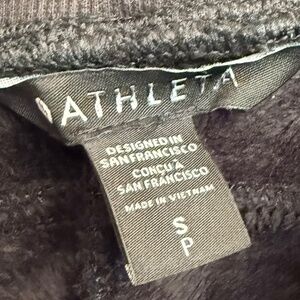 ATHLETA
DESIGNED IN
SAN FRANCISCO
CONÇU À
SAN FRANCISCO
MADE IN VIETNAM
S
P